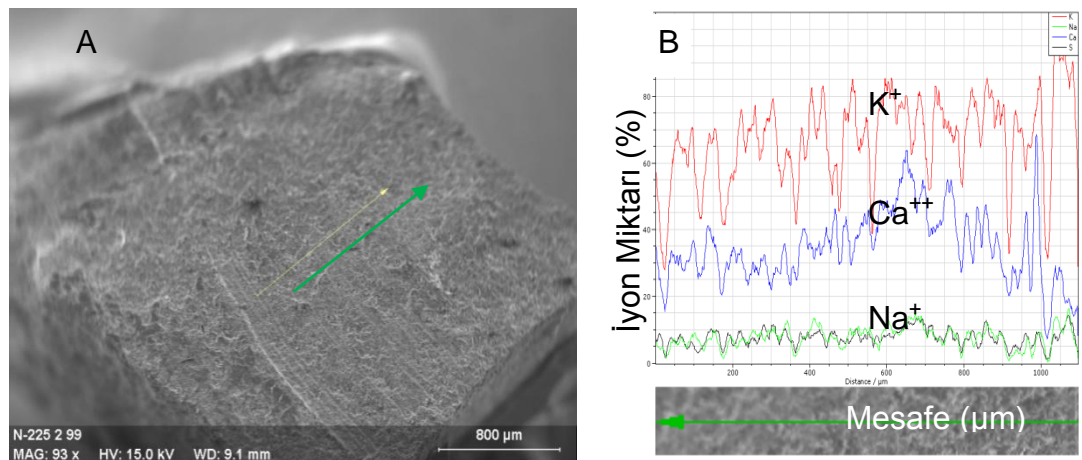 A
N-225 2 99
MAG: 93 x HV: 15.0 kV WD: 9.1 mm
800 µm
B
K
Na
Ca
S
İyon Miktarı (%)
80
60
40
20
0
K+
Ca++
Na+
200
400
600
800
1000
Distance / µm
Mesafe (µm)